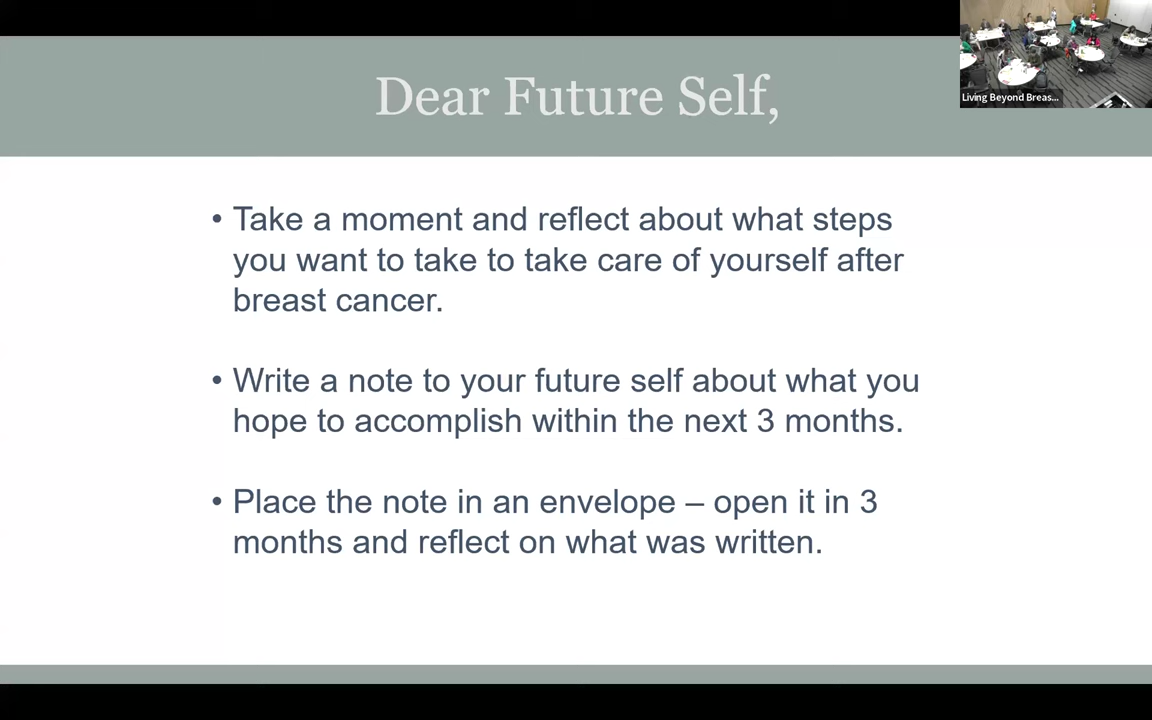 Dear Future Self,
Living Beyond Breas...
• Take a moment and reflect about what steps
you want to take to take care of yourself after
breast cancer.
• Write a note to your future self about what you
hope to accomplish within the next 3 months.
• Place the note in an envelope – open it in 3
months and reflect on what was written.